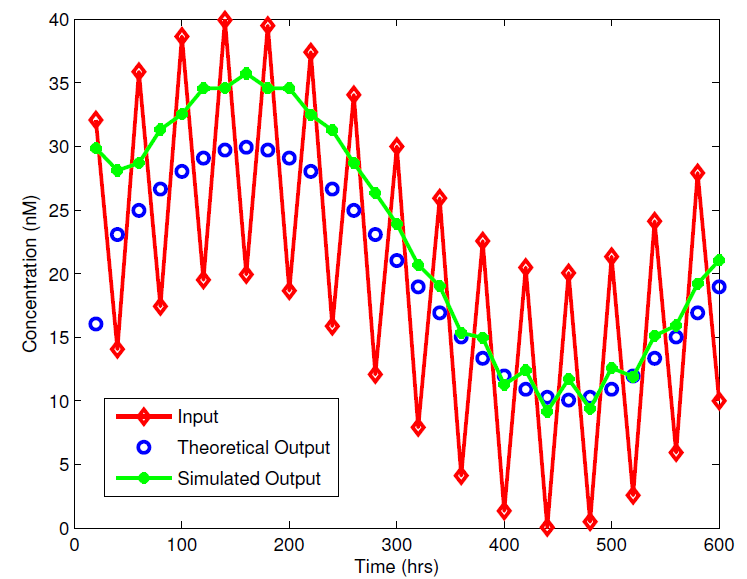 40
35
30
25
20
15
10
5
0
Concentration (nM)
Input
Theoretical Output
Simulated Output
0 100 200 300 400 500 600
Time (hrs)